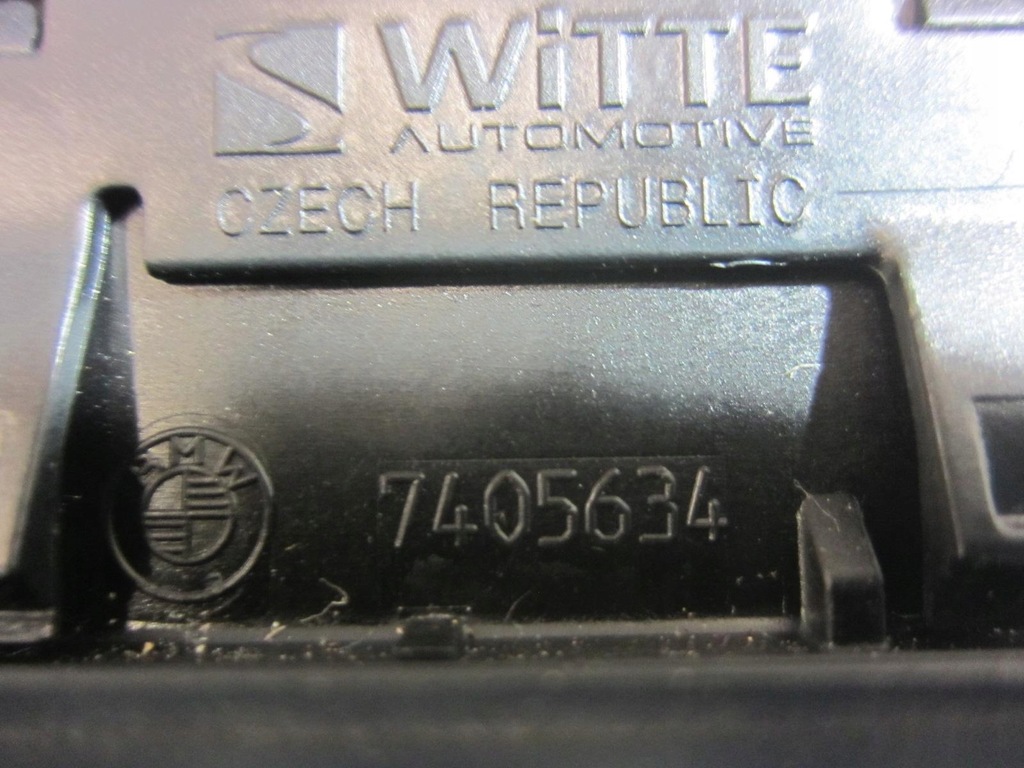 WiTTE
AUTOMOTIVE
CZECH REPUBLIC
BMW
7405634